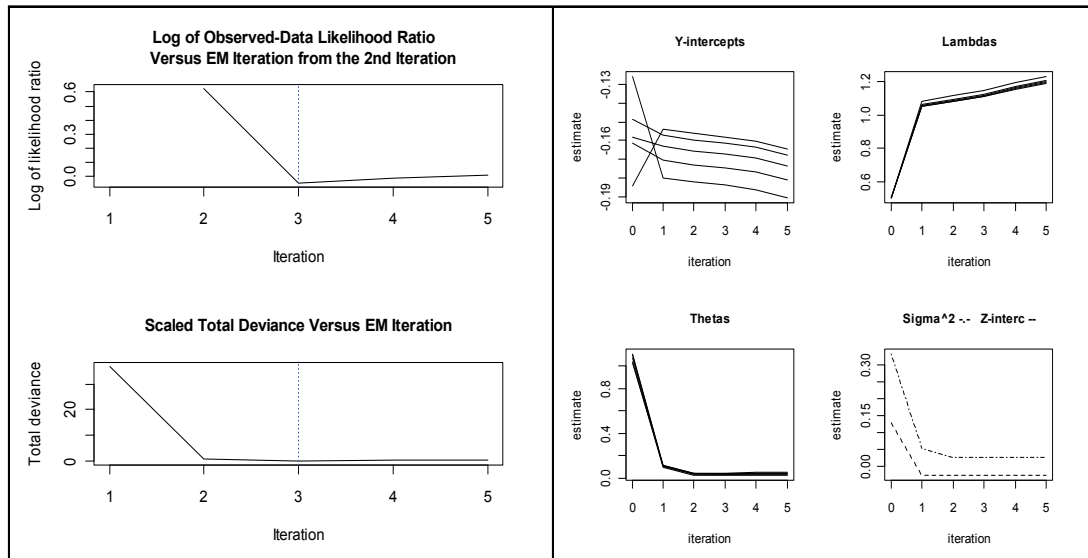 Log of Observed-Data Likelihood Ratio
Versus EM Iteration from the 2nd Iteration
Log of likelihood ratio
0.0 0.3 0.6
1 2 3 4 5
Iteration
Scaled Total Deviance Versus EM Iteration
Total deviance
0 20
1 2 3 4 5
Iteration
Y-intercepts
estimate
-0.19 -0.16 -0.13
0 1 2 3 4 5
iteration
Lambdas
estimate
0.6 0.8 1.0 1.2
0 1 2 3 4 5
iteration
Thetas
estimate
0.0 0.4 0.8
0 1 2 3 4 5
iteration
Sigma^2 -.- Z-interc --
estimate
0.00 0.15 0.30
0 1 2 3 4 5
iteration